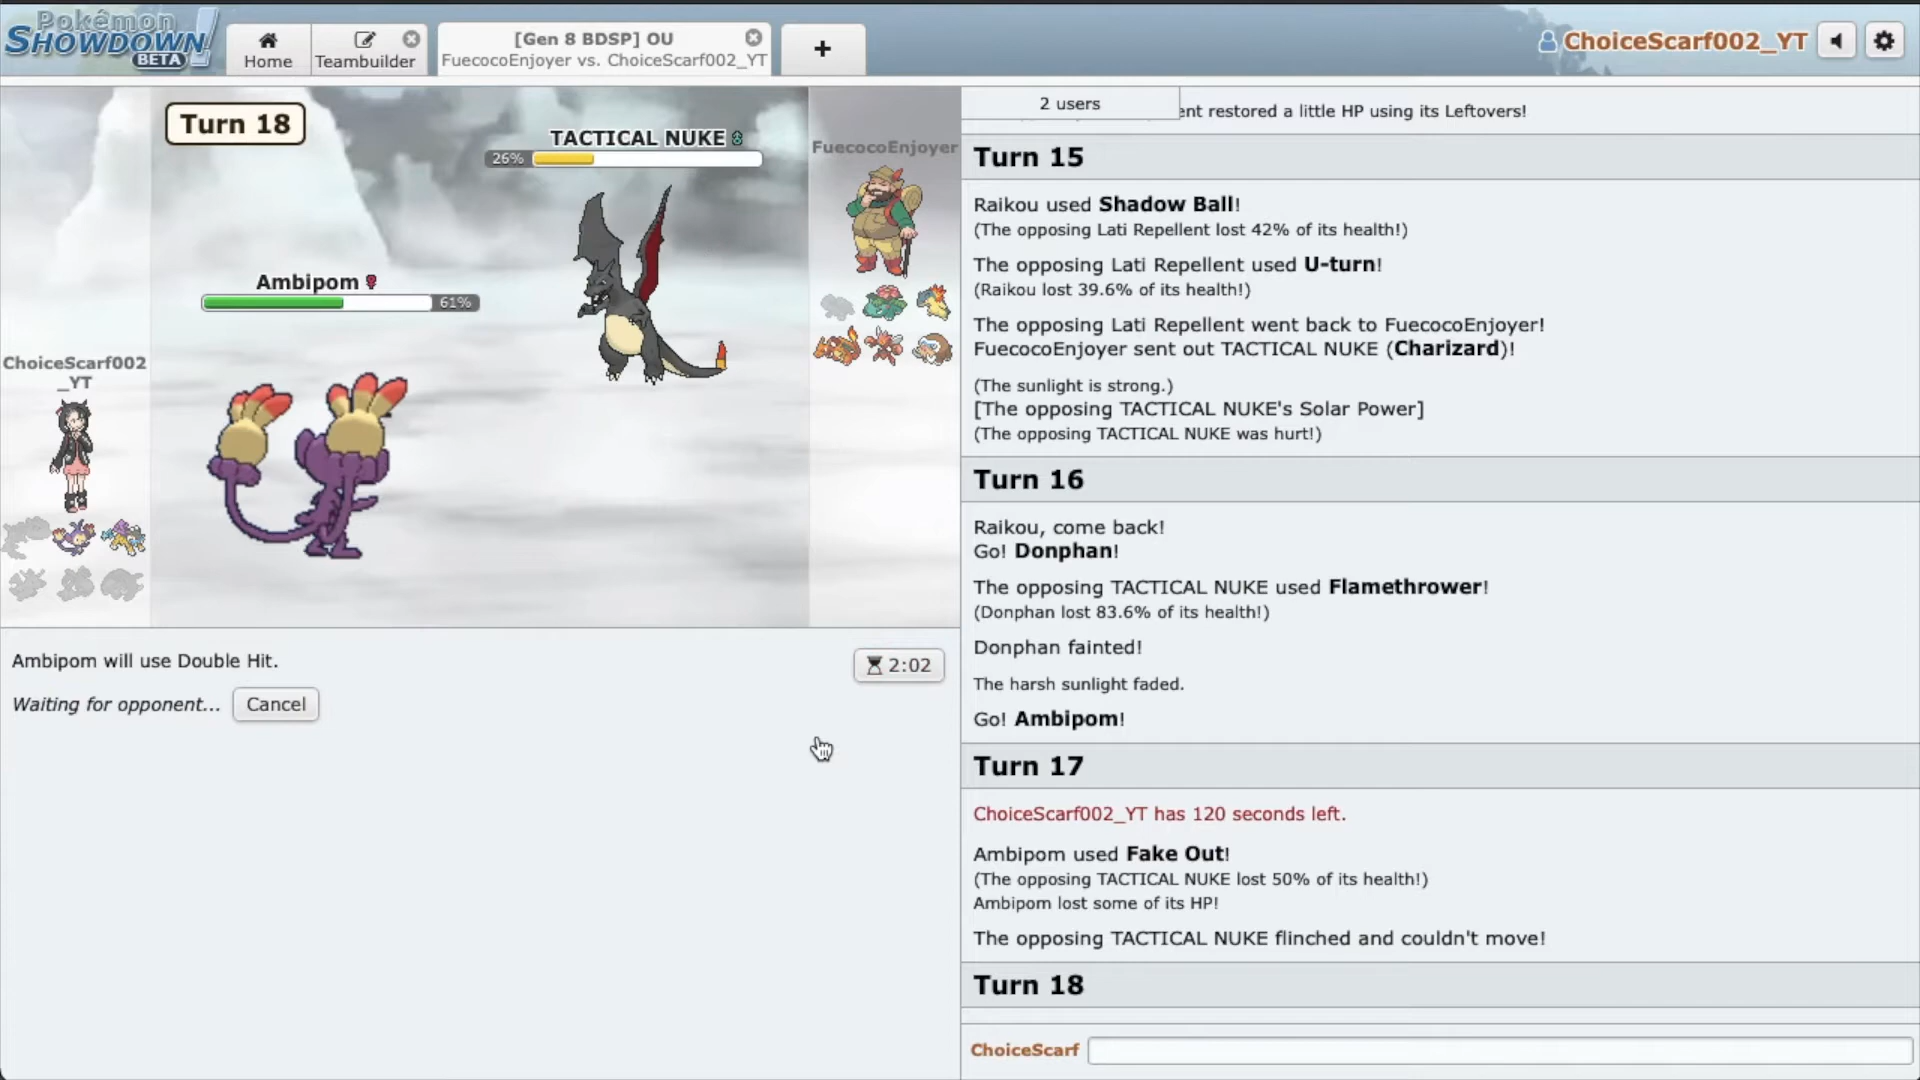 Pokémon
SHOWDOWN!
BETA
Home
Teambuilder
[Gen 8 BDSP] OU
FuecocoEnjoyer vs. ChoiceScarf002_YT
+
ChoiceScarf002_YT
Turn 18
TACTICAL NUKE
26%
FuecocoEnjoyer
Ambipom
61%
ChoiceScarf002
_YT
Ambipom will use Double Hit.
2:02
Waiting for opponent...
Cancel
2 users
ent restored a little HP using its Leftovers!
Turn 15
Raikou used Shadow Ball!
(The opposing Lati Repellent lost 42% of its health!)
The opposing Lati Repellent used U-turn!
(Raikou lost 39.6% of its health!)
The opposing Lati Repellent went back to FuecocoEnjoyer!
FuecocoEnjoyer sent out TACTICAL NUKE (Charizard)!
(The sunlight is strong.)
[The opposing TACTICAL NUKE's Solar Power]
(The opposing TACTICAL NUKE was hurt!)
Turn 16
Raikou, come back!
Go! Donphan!
The opposing TACTICAL NUKE used Flamethrower!
(Donphan lost 83.6% of its health!)
Donphan fainted!
The harsh sunlight faded.
Go! Ambipom!
Turn 17
ChoiceScarf002_YT has 120 seconds left.
Ambipom used Fake Out!
(The opposing TACTICAL NUKE lost 50% of its health!)
Ambipom lost some of its HP!
The opposing TACTICAL NUKE flinched and couldn't move!
Turn 18
ChoiceScarf